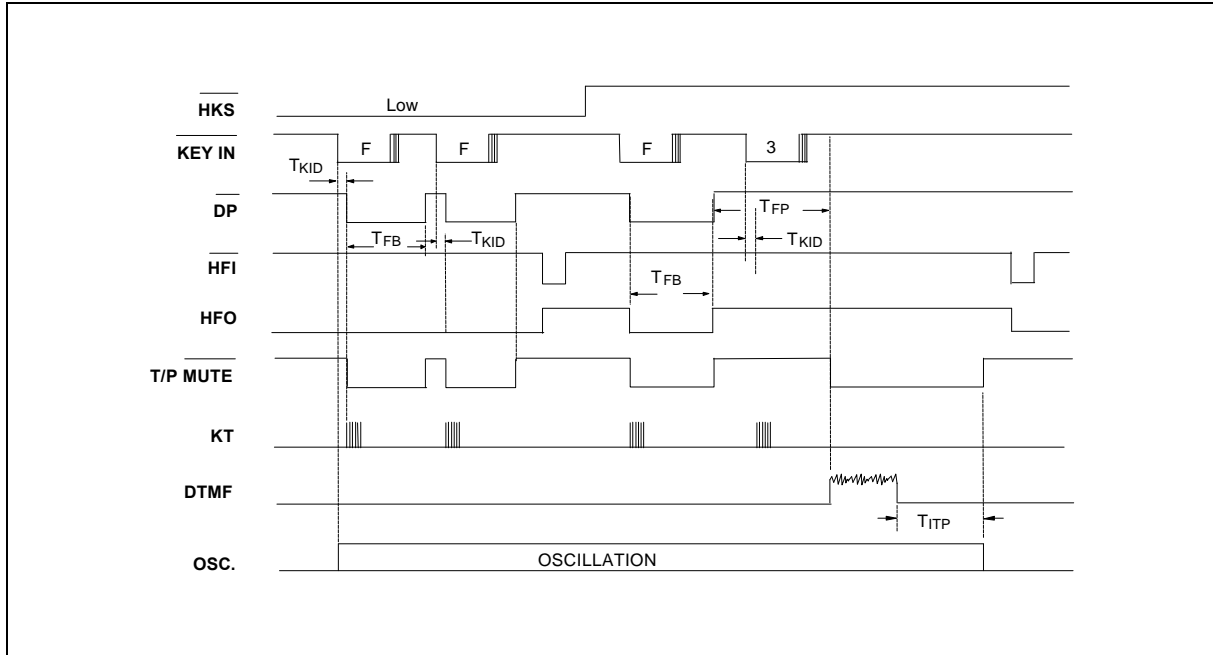 HKS
Low
KEY IN
F
F
F
3
TKID
DP
TFB
TKID
TFP
TKID
HFI
TFB
HFO
T/P MUTE
KT
DTMF
TITP
OSC.
OSCILLATION